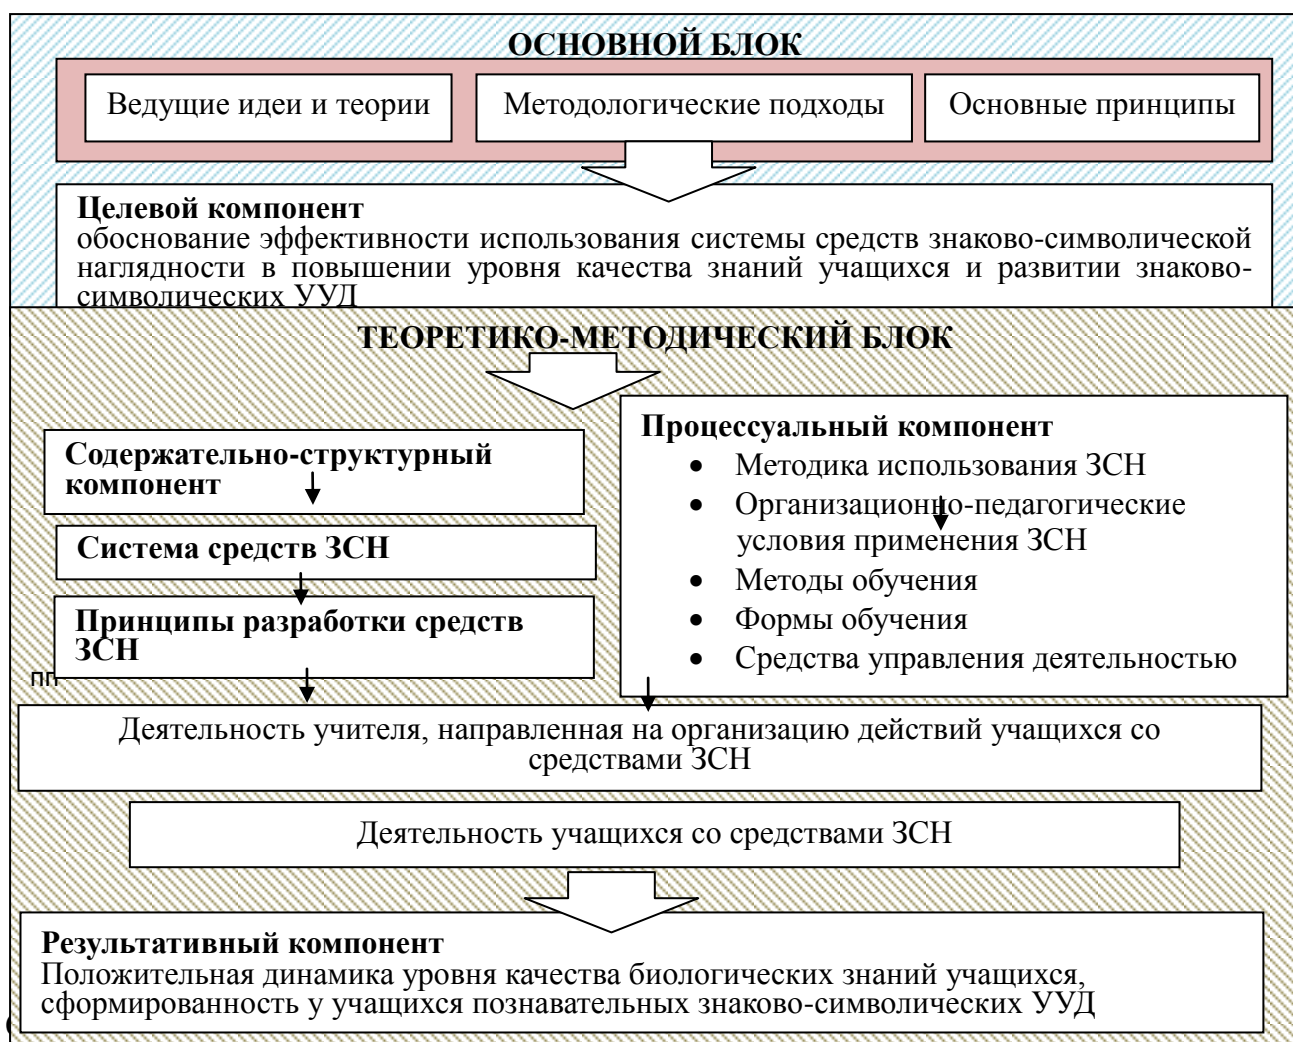 ОСНОВНОЙ БЛОК
Ведущие идеи и теории
Методологические подходы
Основные принципы
Целевой компонент
обоснование эффективности использования системы средств знаково-символической
наглядности в повышении уровня качества знаний учащихся и развитии знаково-
символических УУД
ТЕОРЕТИКО-МЕТОДИЧЕСКИЙ БЛОК
Содержательно-структурный
компонент
Система средств ЗСН
Принципы разработки средств
ЗСН
пп
Процессуальный компонент
• Методика использования ЗСН
• Организационно-педагогические
условия применения ЗСН
• Методы обучения
• Формы обучения
• Средства управления деятельностью
Деятельность учителя, направленная на организацию действий учащихся со
средствами ЗСН
Деятельность учащихся со средствами ЗСН
Результативный компонент
Положительная динамика уровня качества биологических знаний учащихся,
сформированность у учащихся познавательных знаково-символических УУД